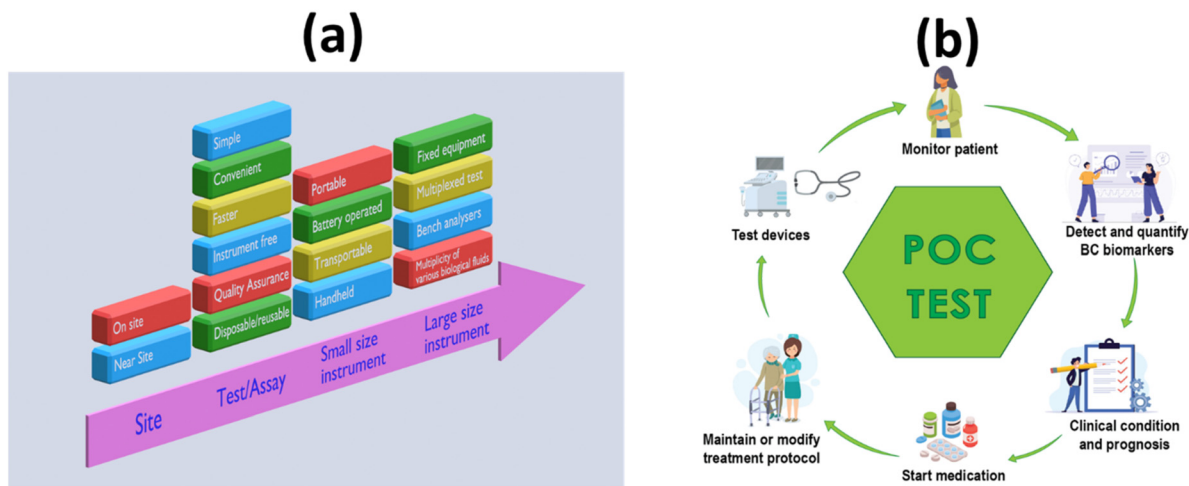 (a)
Simple
Convenient
Faster
Instrument free
Quality Assurance
Disposable/reusable
On site
Near Site
Portable
Battery operated
Transportable
Handheld
Fixed equipment
Multiplexed test
Bench analysers
Multiplicity of
various biological fluids
Site
Test/Assay
Small size
instrument
Large size
instrument
(b)
Monitor patient
Detect and quantify
BC biomarkers
Clinical condition
and prognosis
Start medication
Maintain or modify
treatment protocol
Test devices
POC
TEST